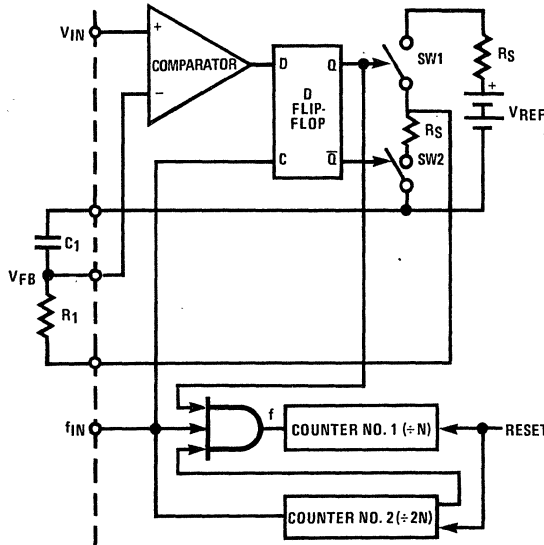 VIN
+
COMPARATOR
−
D
Q
D
FLIP-
FLOP
C
Q̅
SW1
RS
+
VREF
RS
SW2
C1
VFB
R1
fIN
f
COUNTER NO. 1 (÷N)
RESET
COUNTER NO. 2 (÷2N)